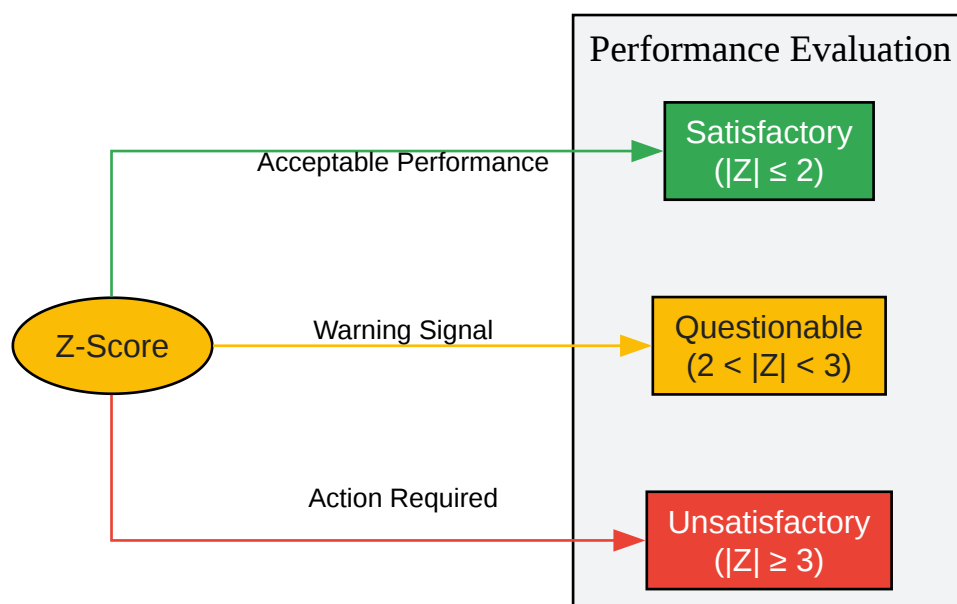 Performance Evaluation
Satisfactory
(|Z| ≤ 2)
Acceptable Performance
Z-Score
Warning Signal
Questionable
(2 < |Z| < 3)
Action Required
Unsatisfactory
(|Z| ≥ 3)